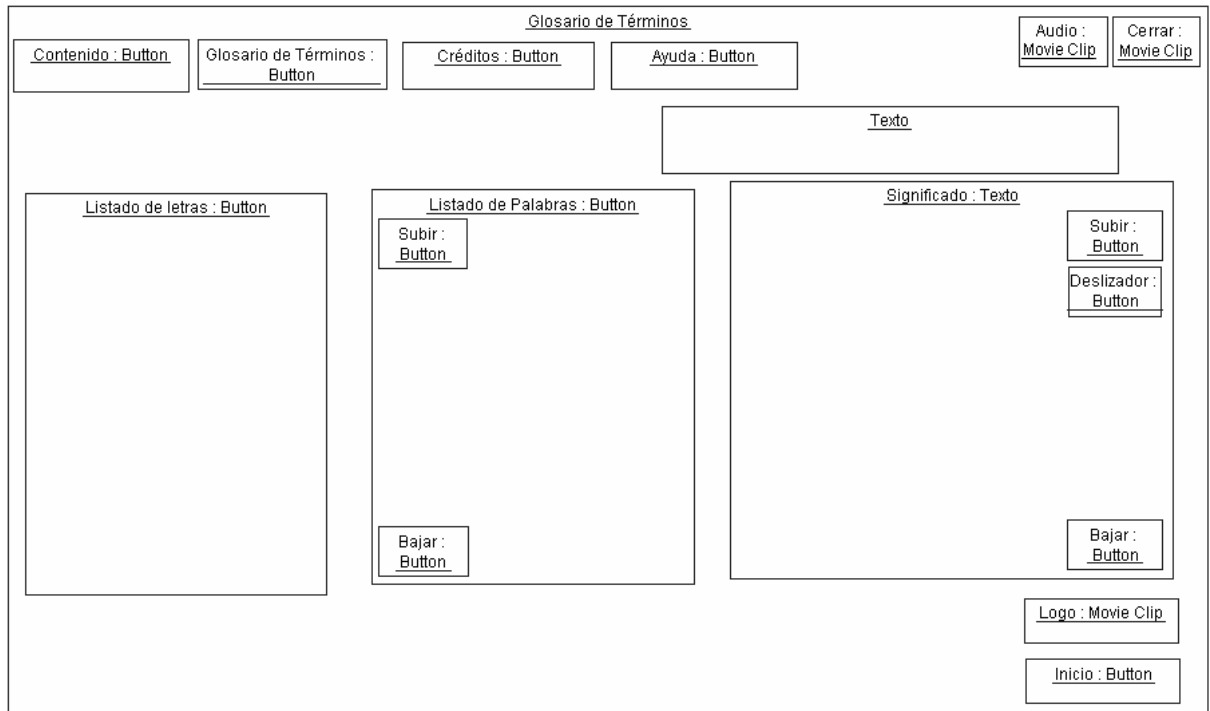 Glosario de Términos
Contenido : Button
Glosario de Términos :
Button
Créditos : Button
Ayuda : Button
Audio :
Movie Clip
Cerrar :
Movie Clip
Texto
Listado de letras : Button
Listado de Palabras : Button
Subir :
Button
Bajar :
Button
Significado : Texto
Subir :
Button
Deslizador :
Button
Bajar :
Button
Logo : Movie Clip
Inicio : Button